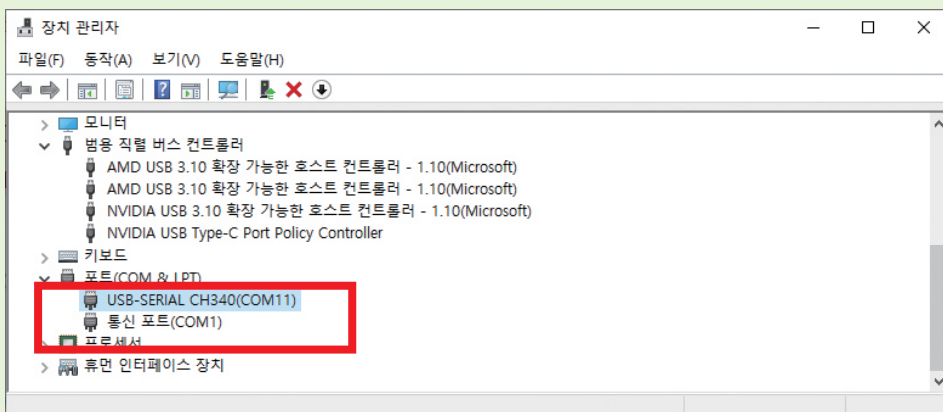 장치 관리자
파일(F) 동작(A) 보기(V) 도움말(H)
모니터
범용 직렬 버스 컨트롤러
AMD USB 3.10 확장 가능한 호스트 컨트롤러 - 1.10(Microsoft)
AMD USB 3.10 확장 가능한 호스트 컨트롤러 - 1.10(Microsoft)
NVIDIA USB 3.10 확장 가능한 호스트 컨트롤러 - 1.10(Microsoft)
NVIDIA USB Type-C Port Policy Controller
키보드
포트(COM & LPT)
USB-SERIAL CH340(COM11)
통신 포트(COM1)
프로세서
휴먼 인터페이스 장치